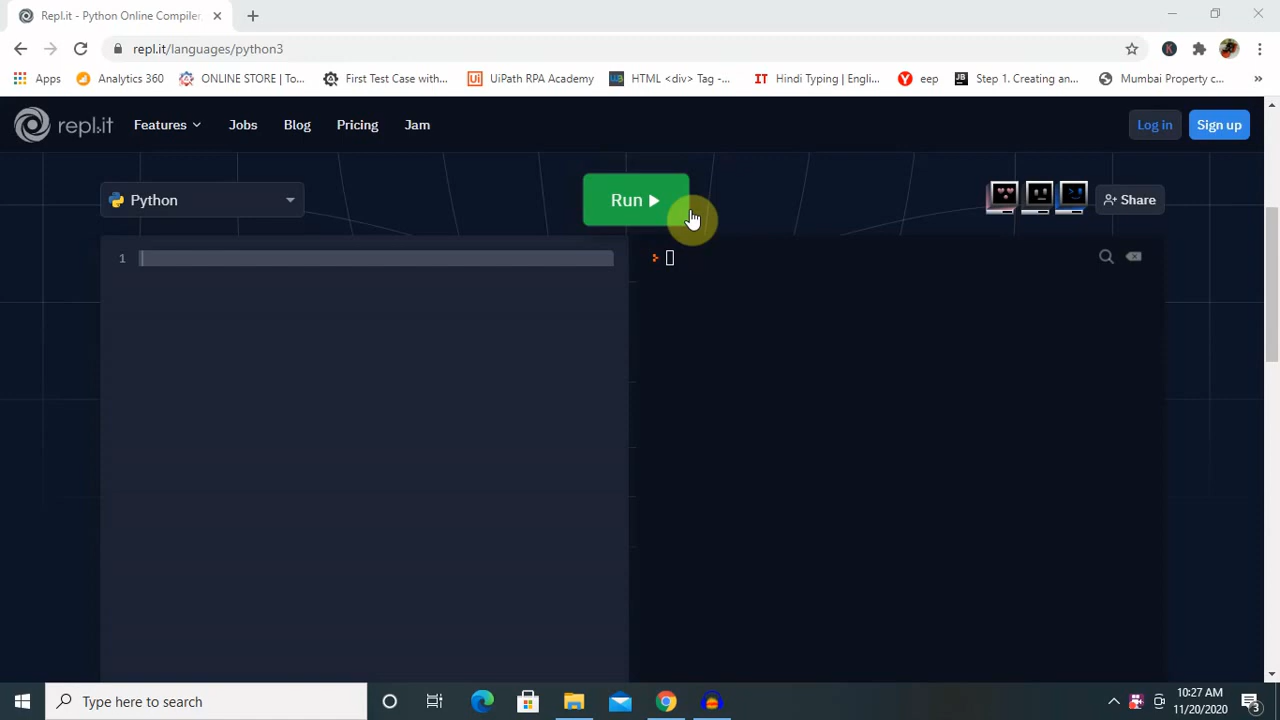 Repl.it - Python Online Compiler,
repl.it/languages/python3
Apps
Analytics 360
ONLINE STORE | To...
First Test Case with...
UiPath RPA Academy
HTML <div> Tag -...
Hindi Typing | Engli...
eep
Step 1. Creating an...
Mumbai Property c...
»
repl.it
Features
Jobs
Blog
Pricing
Jam
Log in
Sign up
Python
Run
Share
1
Type here to search
10:27 AM
11/20/2020
3